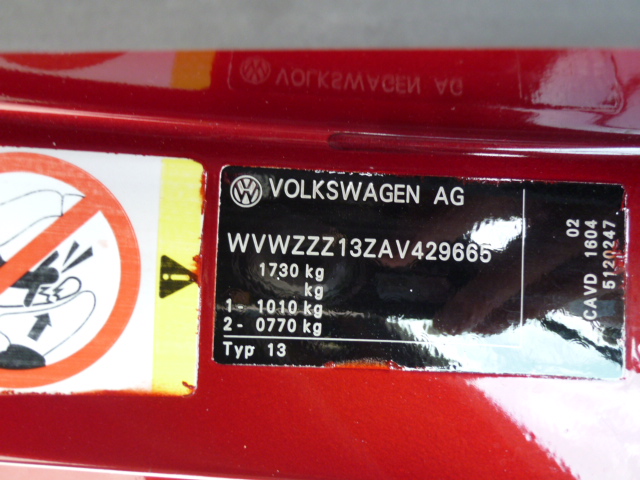 VOLKSWAGEN AG
VOLKSWAGEN AG
WVWZZZ13ZAV429665
1730 kg
kg
1- 1010 kg
2- 0770 kg
Typ 13
02
CAVD 1604
5120247